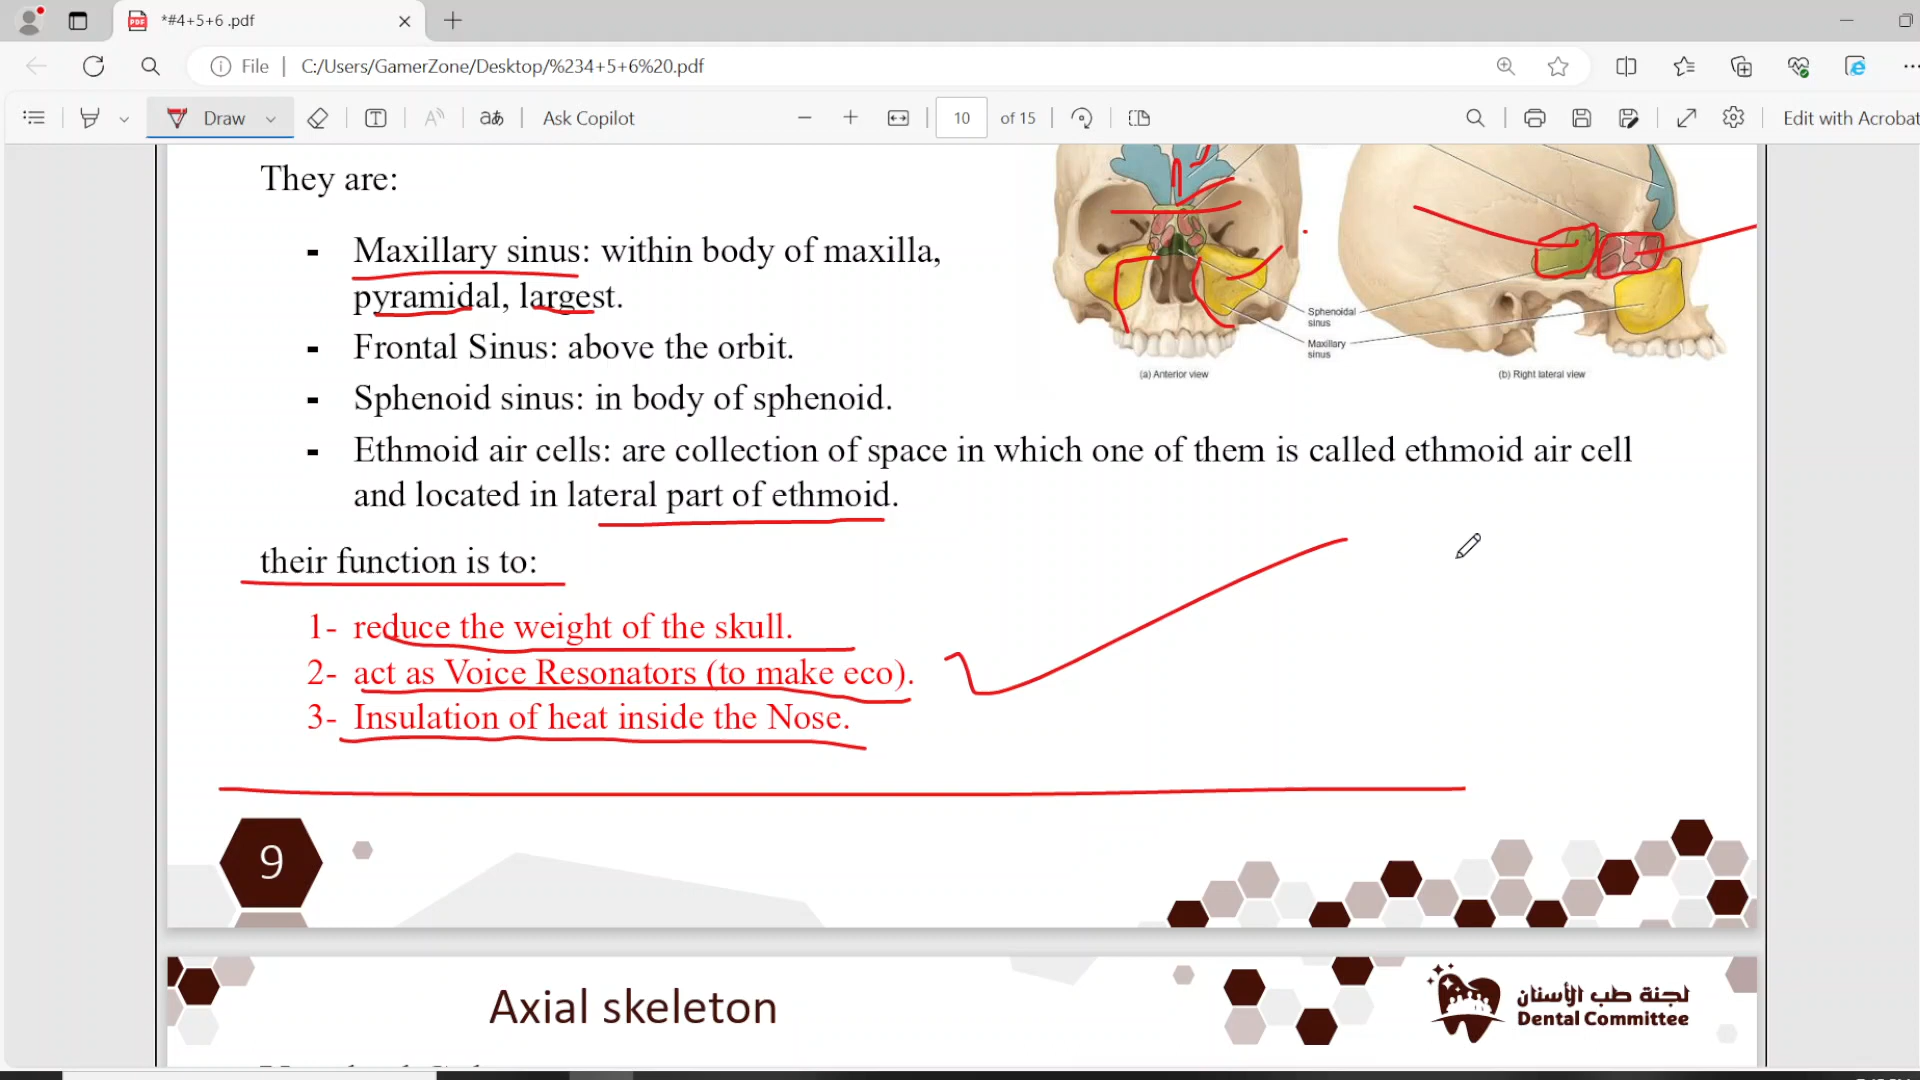 *#4+5+6 .pdf
File
C:/Users/GamerZone/Desktop/%234+5+6%20.pdf
Draw
Ask Copilot
10 of 15
Edit with Acrobat
They are:
- Maxillary sinus: within body of maxilla,
pyramidal, largest.
- Frontal Sinus: above the orbit.
- Sphenoid sinus: in body of sphenoid.
- Ethmoid air cells: are collection of space in which one of them is called ethmoid air cell
and located in lateral part of ethmoid.
their function is to:
1- reduce the weight of the skull.
2- act as Voice Resonators (to make eco).
3- Insulation of heat inside the Nose.
Sphenoidal
sinus
Maxillary
sinus
(a) Anterior view
(b) Right lateral view
9
Axial skeleton
لجنة طب الأسنان
Dental Committee